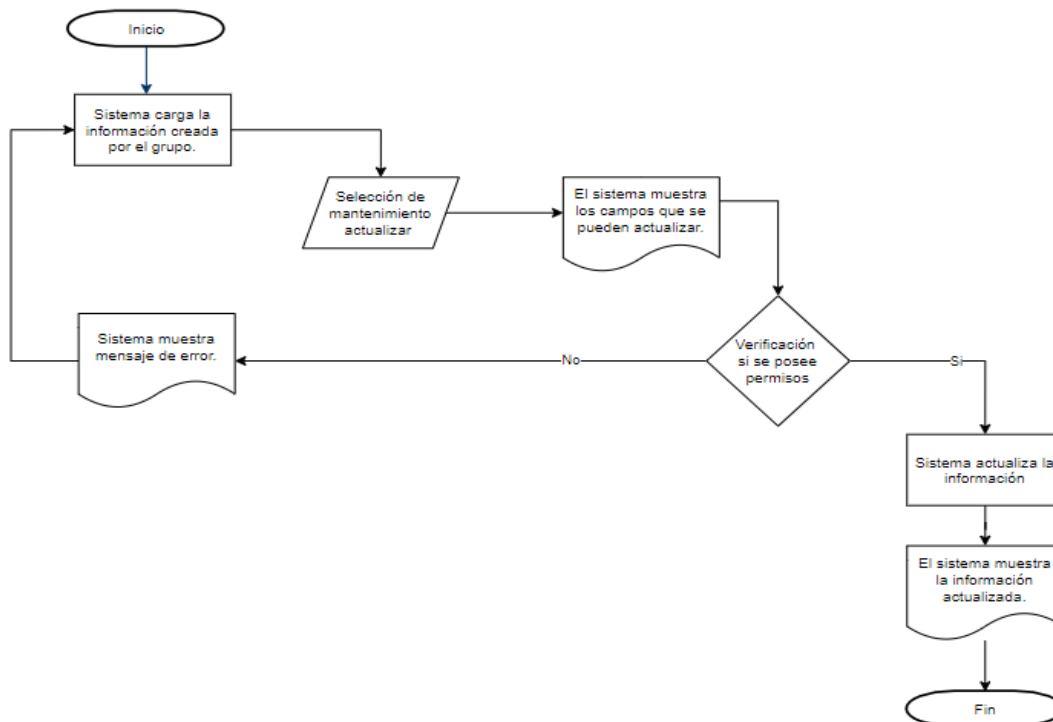 Inicio
Sistema carga la
información creada
por el grupo.
Selección de
mantenimiento
actualizar
El sistema muestra
los campos que se
pueden actualizar.
Sistema muestra
mensaje de error.
No
Verificación
si se posee
permisos
Si
Sistema actualiza la
información
El sistema muestra
la información
actualizada.
Fin